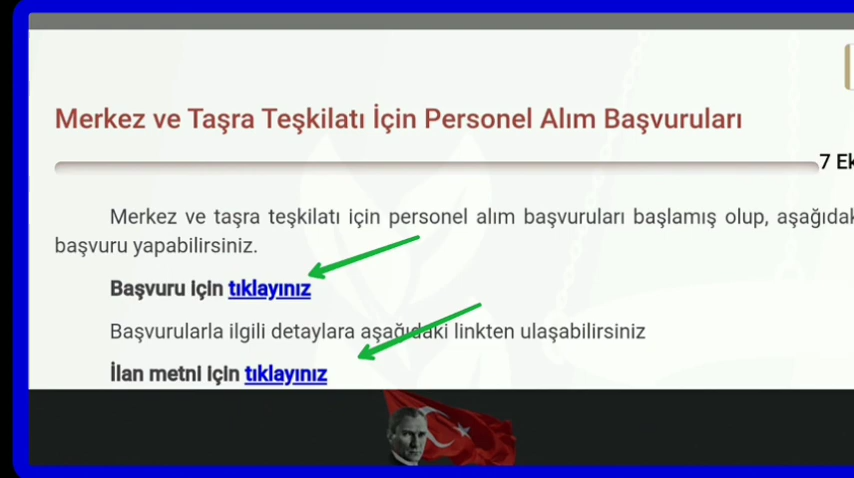 Merkez ve Taşra Teşkilatı İçin Personel Alım Başvuruları
7 Ek
Merkez ve taşra teşkilatı için personel alım başvuruları başlamış olup,
başvuru yapabilirsiniz.
Başvuru için tıklayınız
Başvurularla ilgili detaylara aşağıdaki linkten ulaşabilirsiniz
İlan metni için tıklayınız